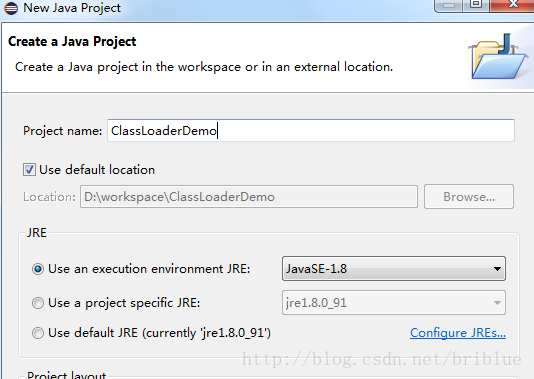 New Java Project
Create a Java Project
Create a Java project in the workspace or in an external location.
Project name: ClassLoaderDemo
Use default location
Location: D:\workspace\ClassLoaderDemo Browse...
JRE
Use an execution environment JRE: JavaSE-1.8
Use a project specific JRE: jre1.8.0_91
Use default JRE (currently 'jre1.8.0_91') Configure JREs...
http://blog.csdn.net/briblue
Project layout